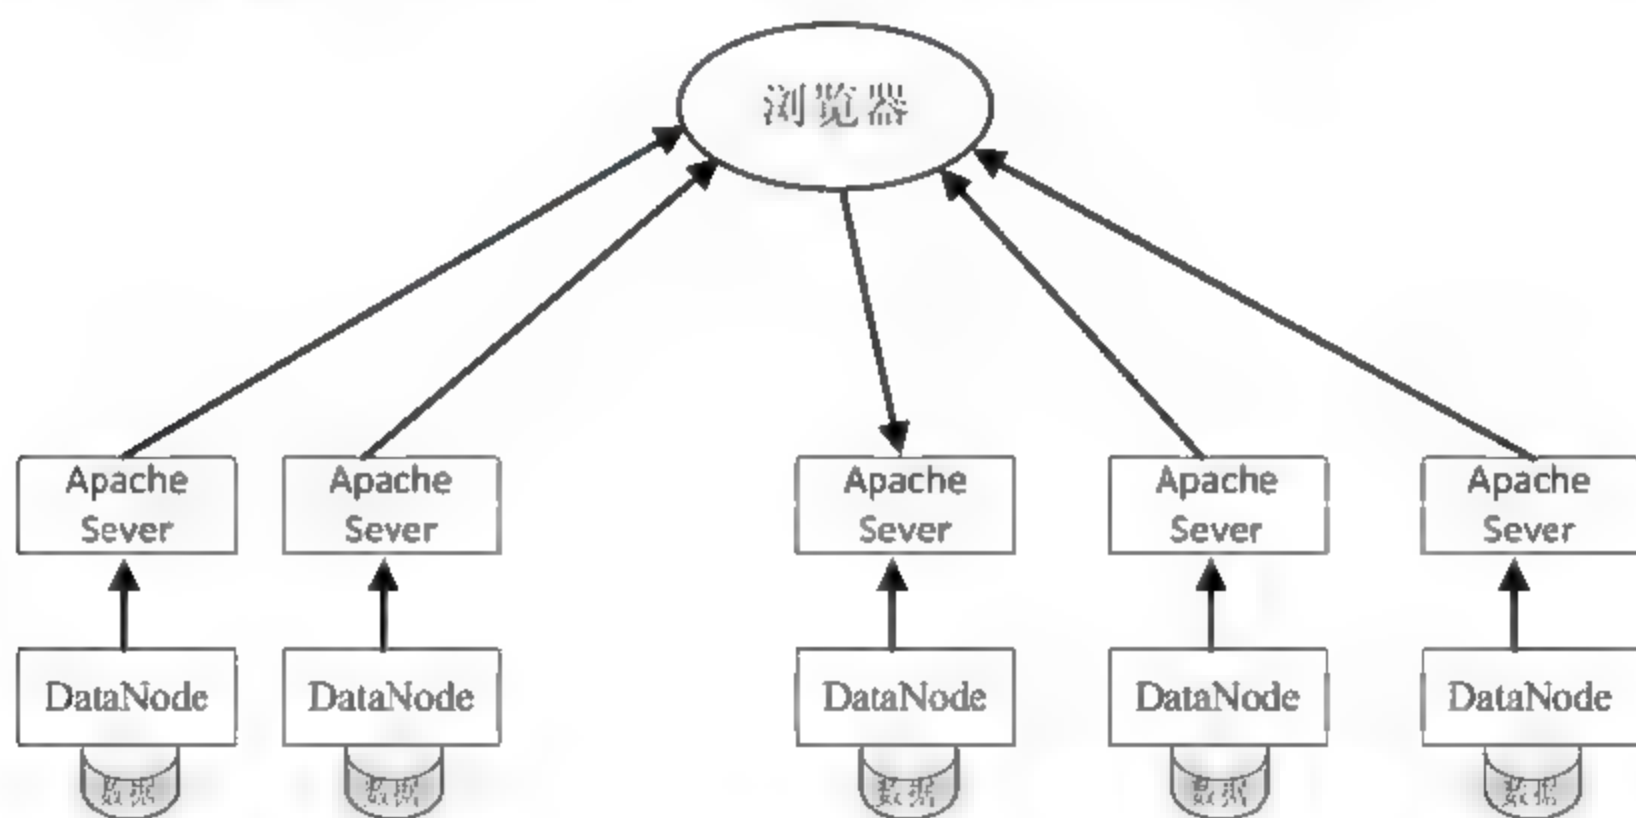 浏览器
Apache
Sever
Apache
Sever
Apache
Sever
Apache
Sever
Apache
Sever
DataNode
DataNode
DataNode
DataNode
DataNode
数据
数据
数据
数据
数据